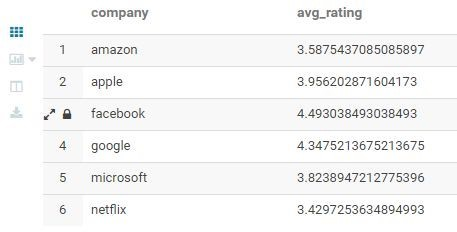 company avg_rating
1 amazon 3.5875437085085897
2 apple 3.956202871604173
facebook 4.493038493038493
4 google 4.3475213675213675
5 microsoft 3.8238947212775396
6 netflix 3.4297253634894993